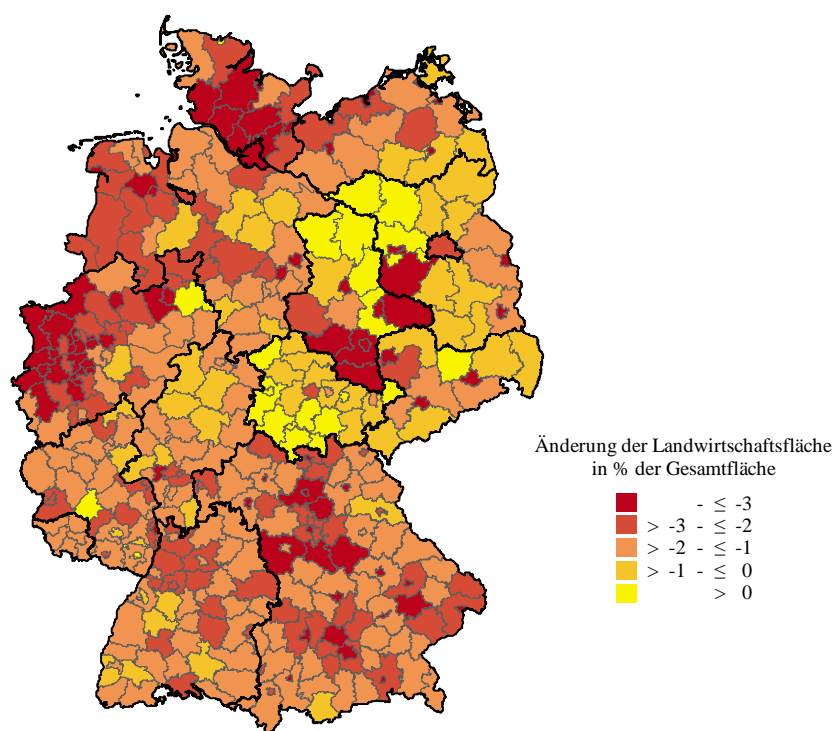 Änderung der Landwirtschaftsfläche
in % der Gesamtfläche
- ≤ -3
> -3 - ≤ -2
> -2 - ≤ -1
> -1 - ≤ 0
> 0